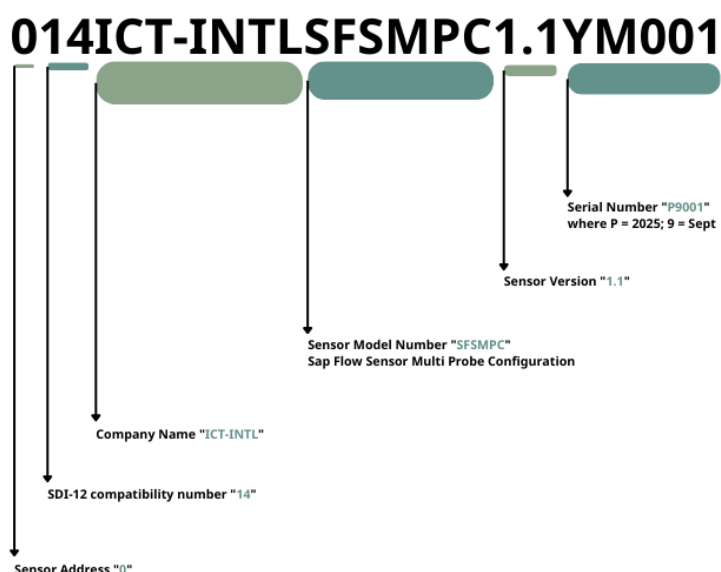 014ICT-INTLSFSMPC1.1YM001
Serial Number "P9001"
where P = 2025; 9 = Sept
Sensor Version "1.1"
Sensor Model Number "SFSMPC"
Sap Flow Sensor Multi Probe Configuration
Company Name "ICT-INTL"
SDI-12 compatibility number "14"
Sensor Address "0"